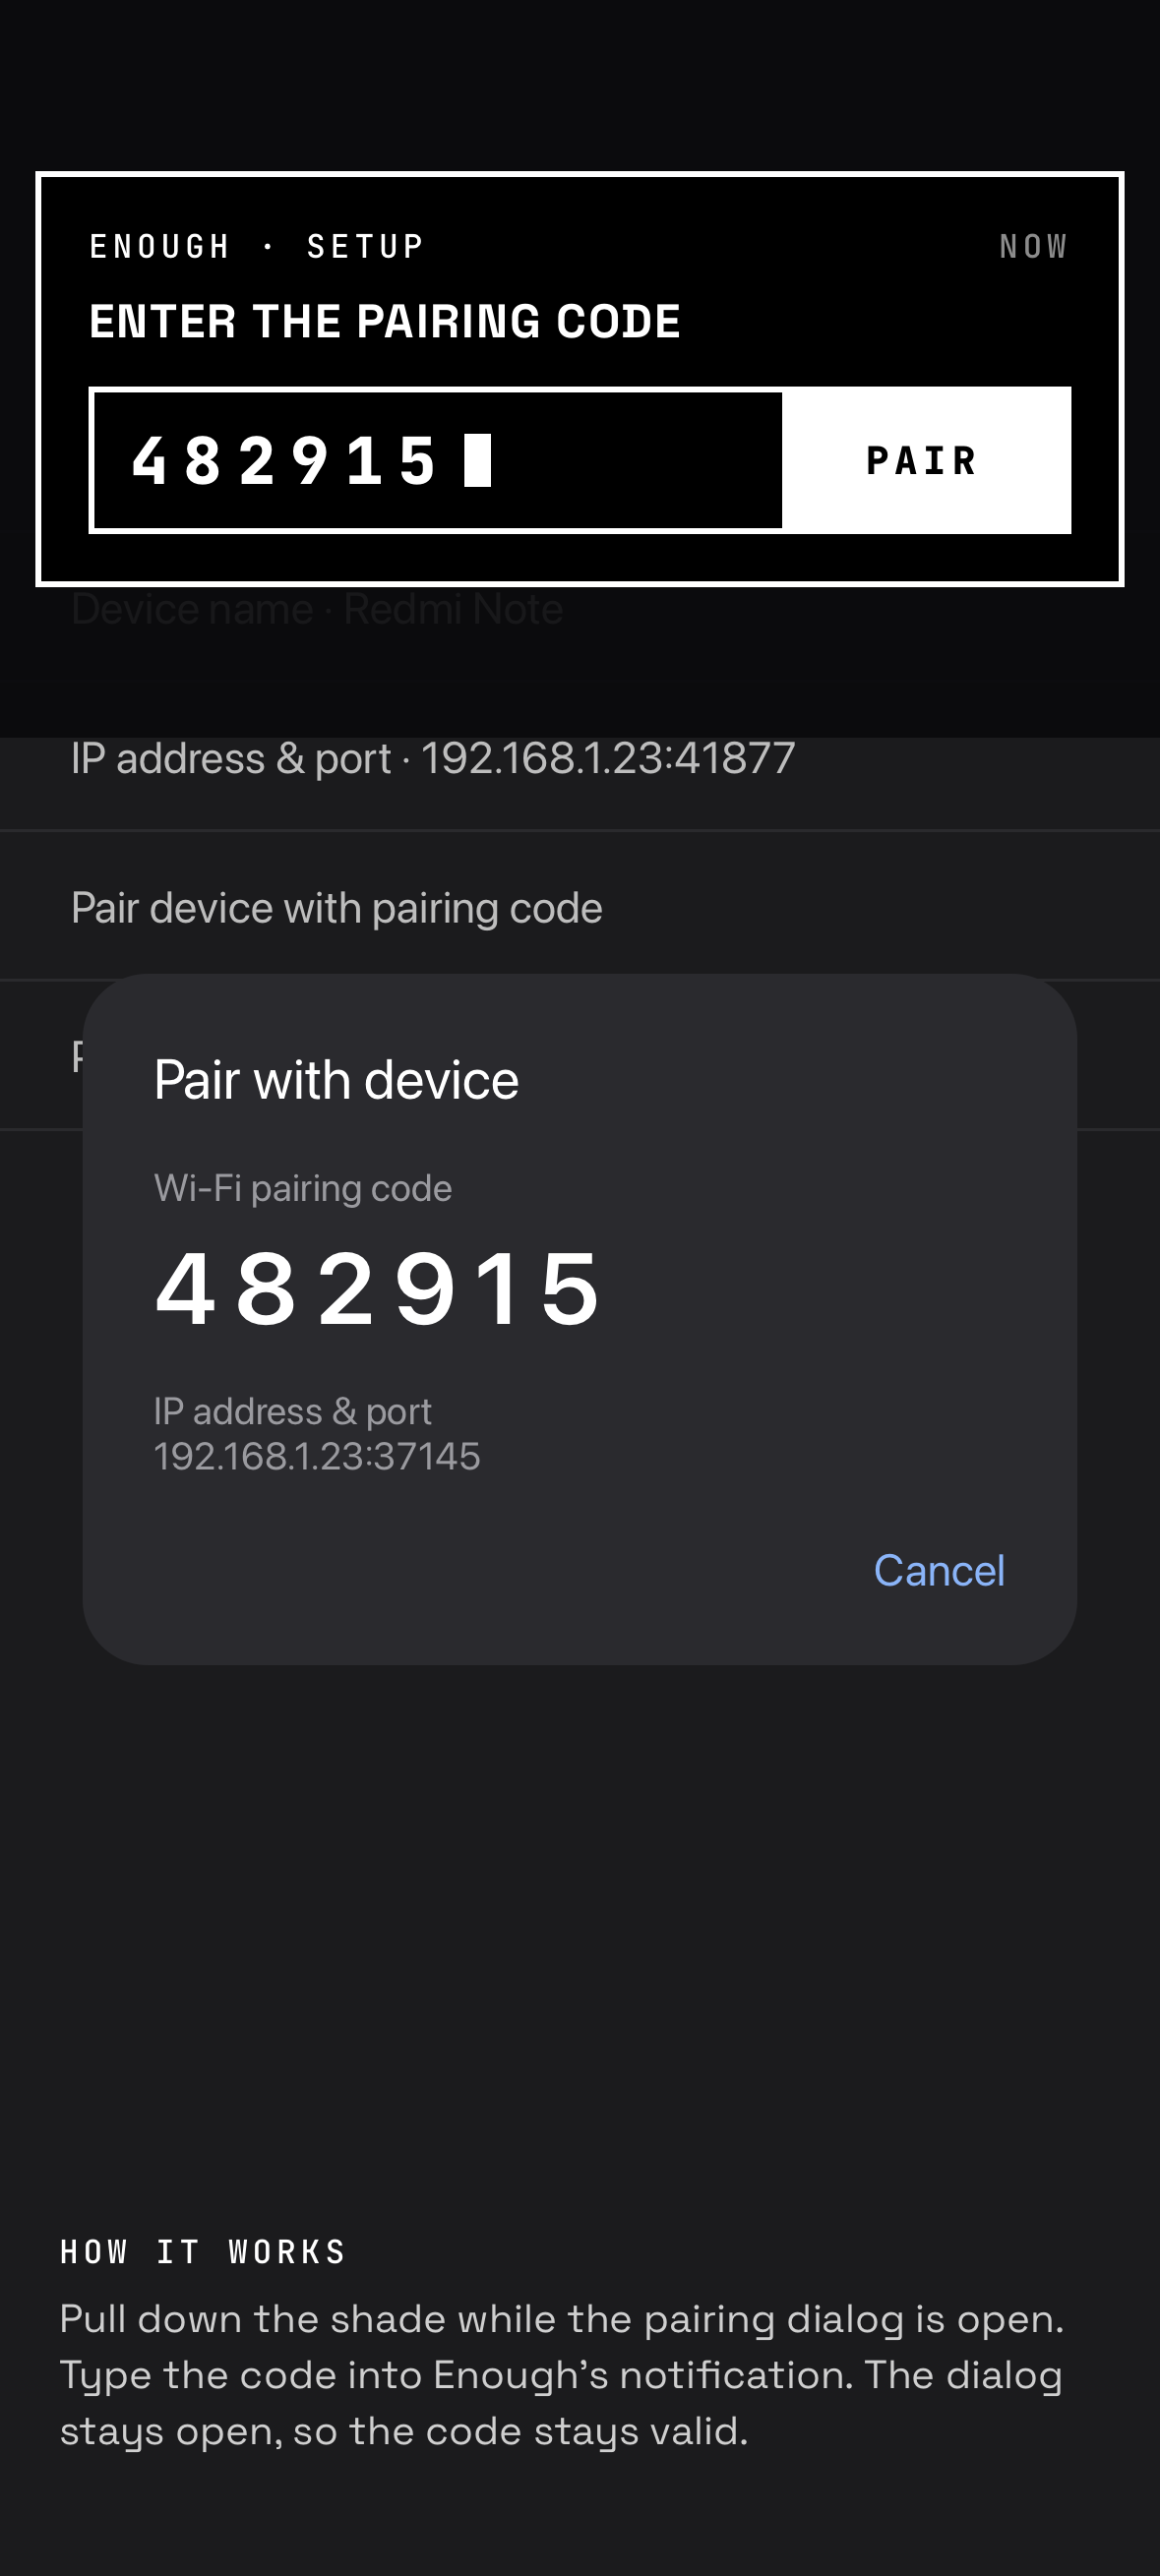 ENOUGH · SETUP
NOW
ENTER THE PAIRING CODE
482915
PAIR
Device name · Redmi Note
IP address & port · 192.168.1.23:41877
Pair device with pairing code
Pair with device
Wi-Fi pairing code
482915
IP address & port
192.168.1.23:37145
Cancel
HOW IT WORKS
Pull down the shade while the pairing dialog is open.
Type the code into Enough’s notification. The dialog
stays open, so the code stays valid.